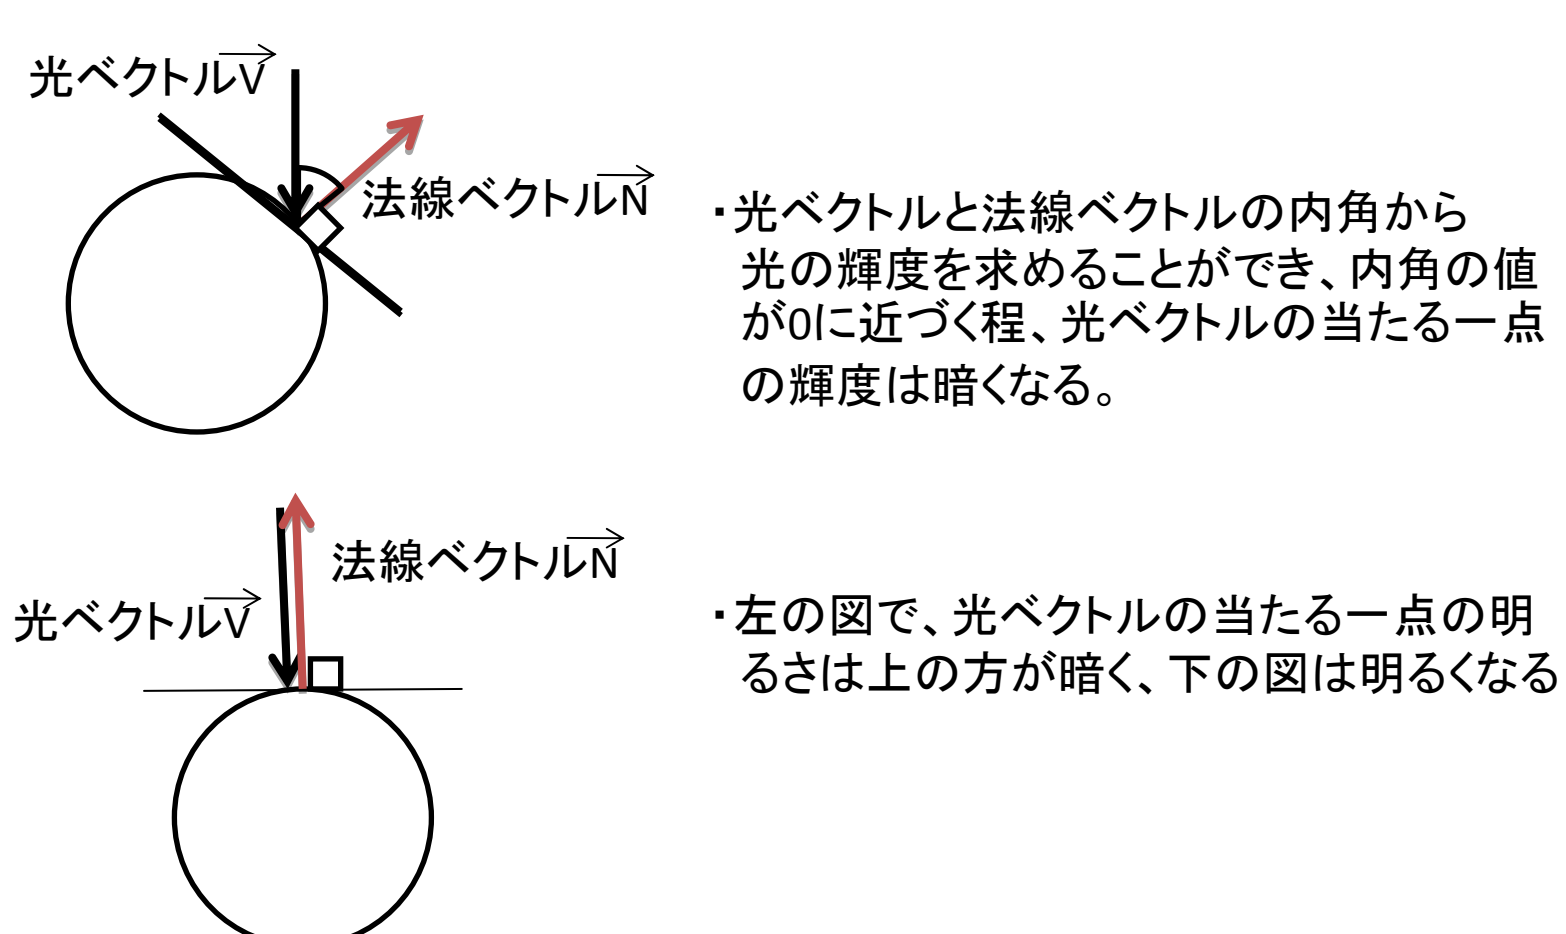 光ベクトルV
法線ベクトルN
・光ベクトルと法線ベクトルの内角から
光の輝度を求めることができ、内角の値
が0に近づく程、光ベクトルの当たる一点
の輝度は暗くなる。
法線ベクトルN
光ベクトルV
・左の図で、光ベクトルの当たる一点の明
るさは上の方が暗く、下の図は明るくなる